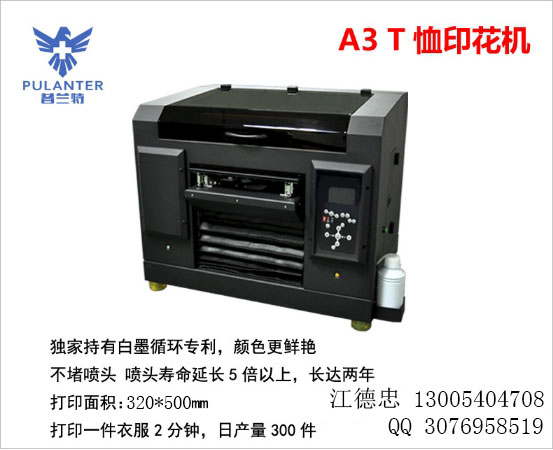 PULANTER
普兰特
A3 T 恤印花机
独家持有白墨循环专利，颜色更鲜艳
不堵喷头 喷头寿命延长5倍以上，长达两年
打印面积:320*500mm
打印一件衣服2分钟，日产量300件
江德忠 13005404708
QQ 3076958519